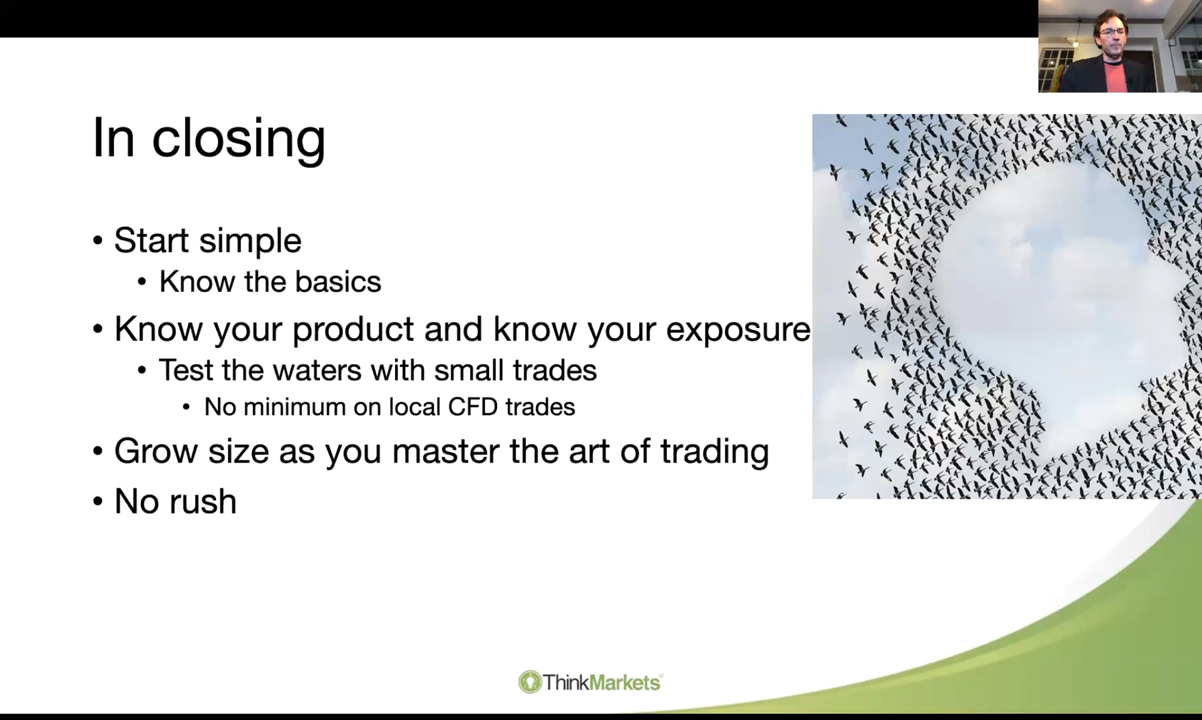 In closing
• Start simple
• Know the basics
• Know your product and know your exposure
• Test the waters with small trades
• No minimum on local CFD trades
• Grow size as you master the art of trading
• No rush
ThinkMarkets